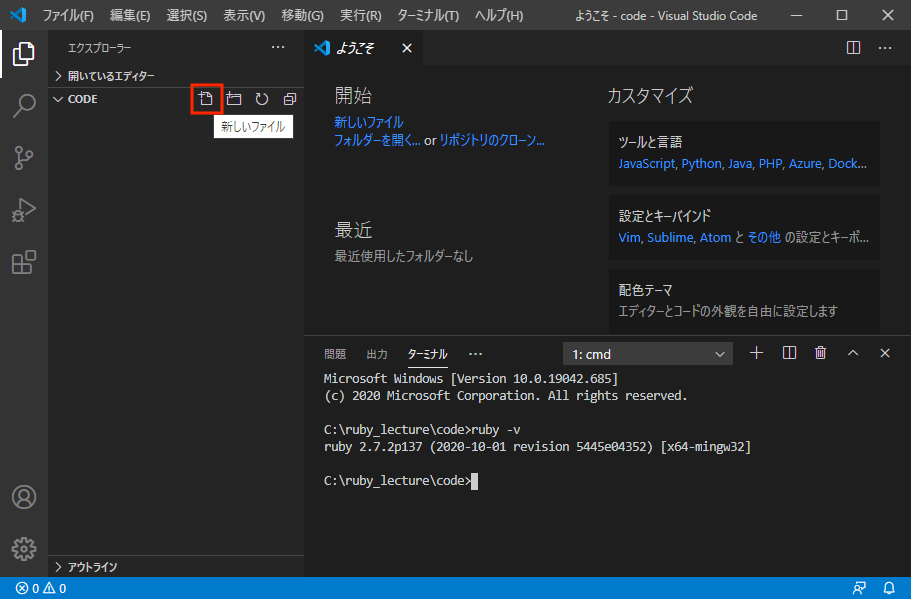 ファイル(F) 編集(E) 選択(S) 表示(V) 移動(G) 実行(R) ターミナル(T) ヘルプ(H) ようこそ - code - Visual Studio Code
エクスプローラー
開いているエディター
CODE
新しいファイル
アウトライン
ようこそ
開始
新しいファイル
フォルダーを開く... or リポジトリのクローン...
最近
最近使用したフォルダーなし
カスタマイズ
ツールと言語
JavaScript, Python, Java, PHP, Azure, Dock...
設定とキーバインド
Vim, Sublime, Atom と その他 の設定とキーボ...
配色テーマ
エディターとコードの外観を自由に設定します
問題 出力 ターミナル 1: cmd
Microsoft Windows [Version 10.0.19042.685]
(c) 2020 Microsoft Corporation. All rights reserved.
C:\ruby_lecture\code>ruby -v
ruby 2.7.2p137 (2020-10-01 revision 5445e04352) [x64-mingw32]
C:\ruby_lecture\code>
0 0